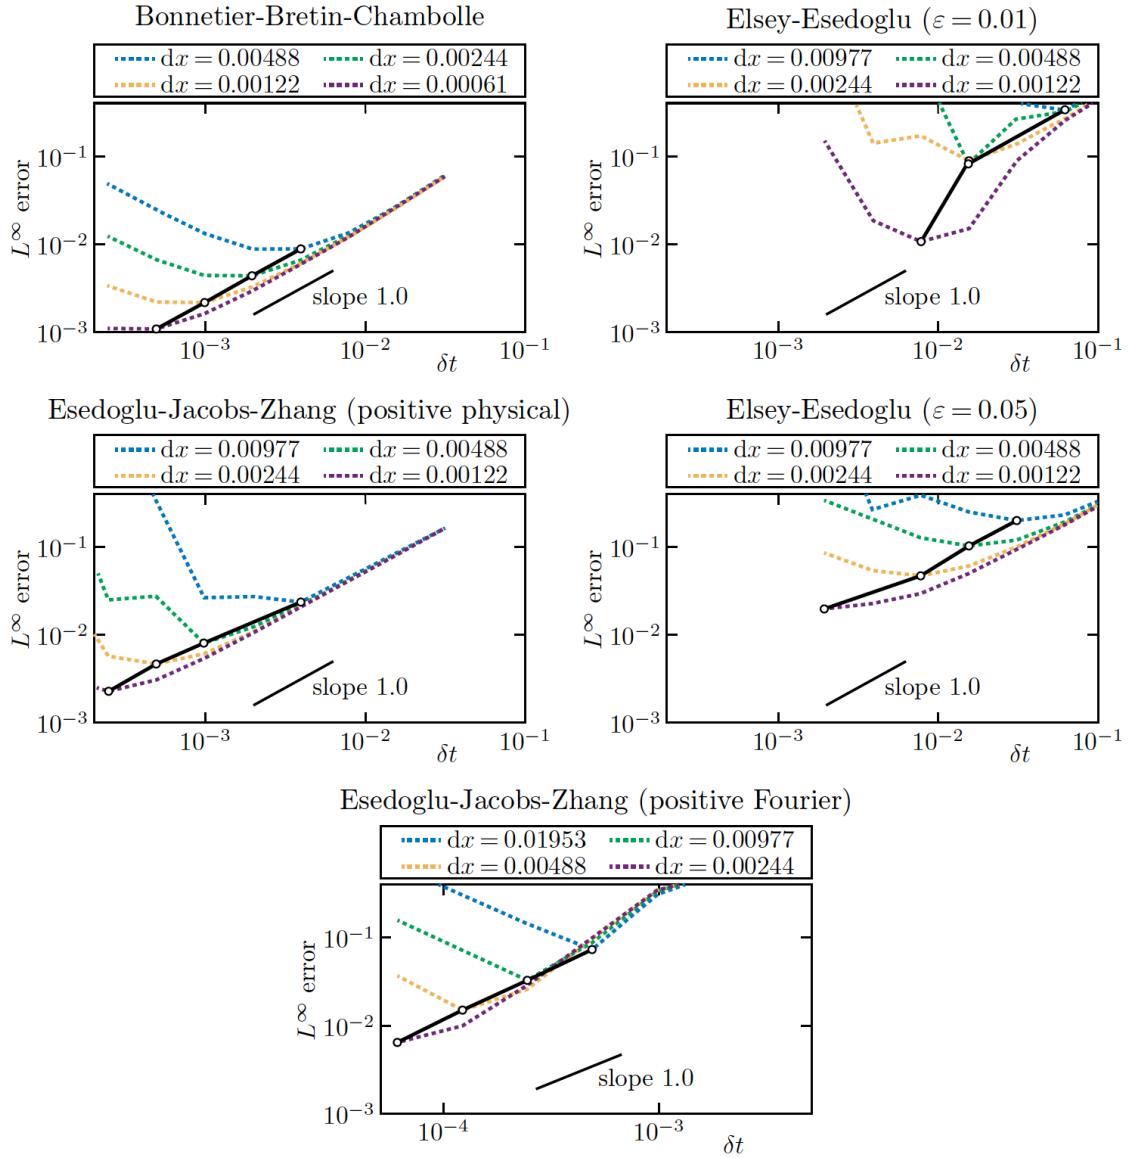 Bonnetier-Bretin-Chambolle
dx = 0.00488 dx = 0.00244
dx = 0.00122 dx = 0.00061
10⁻¹
10⁻²
10⁻³
L∞ error
slope 1.0
10⁻³ 10⁻² 10⁻¹
δt
Elsey-Esedoglu (ε = 0.01)
dx = 0.00977 dx = 0.00488
dx = 0.00244 dx = 0.00122
10⁻¹
10⁻²
10⁻³
L∞ error
slope 1.0
10⁻³ 10⁻² 10⁻¹
δt
Esedoglu-Jacobs-Zhang (positive physical)
dx = 0.00977 dx = 0.00488
dx = 0.00244 dx = 0.00122
10⁻¹
10⁻²
10⁻³
L∞ error
slope 1.0
10⁻³ 10⁻² 10⁻¹
δt
Elsey-Esedoglu (ε = 0.05)
dx = 0.00977 dx = 0.00488
dx = 0.00244 dx = 0.00122
10⁻¹
10⁻²
10⁻³
L∞ error
slope 1.0
10⁻³ 10⁻² 10⁻¹
δt
Esedoglu-Jacobs-Zhang (positive Fourier)
dx = 0.01953 dx = 0.00977
dx = 0.00488 dx = 0.00244
10⁻¹
10⁻²
10⁻³
L∞ error
slope 1.0
10⁻⁴ 10⁻³
δt